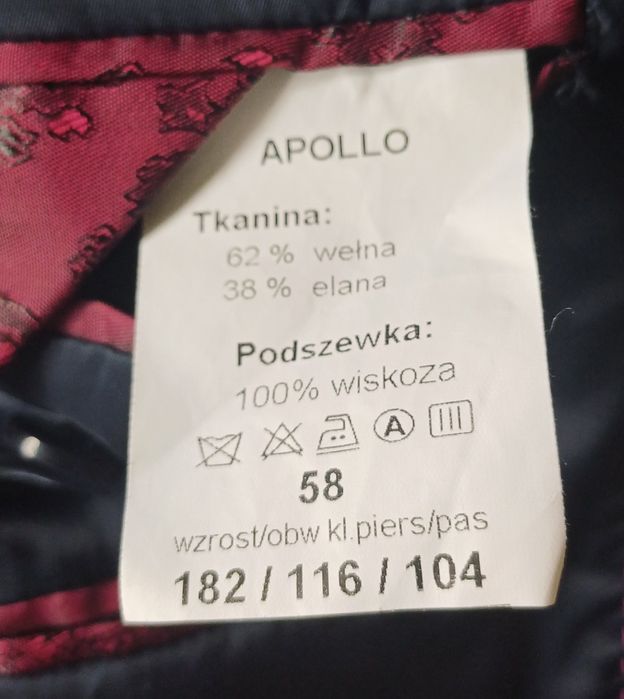 APOLLO
Tkanina:
62 % wełna
38 % elana
Podszewka:
100% wiskoza
A
58
wzrost/obw kl.piers/pas
182 / 116 / 104